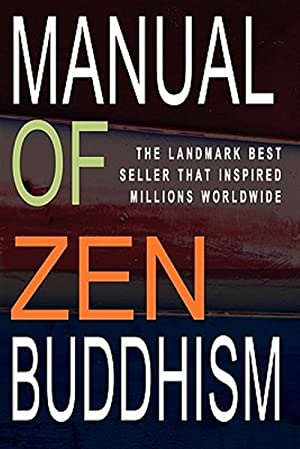 MANUAL
OF
THE LANDMARK BEST
SELLER THAT INSPIRED
MILLIONS WORLDWIDE
ZEN
BUDDHISM